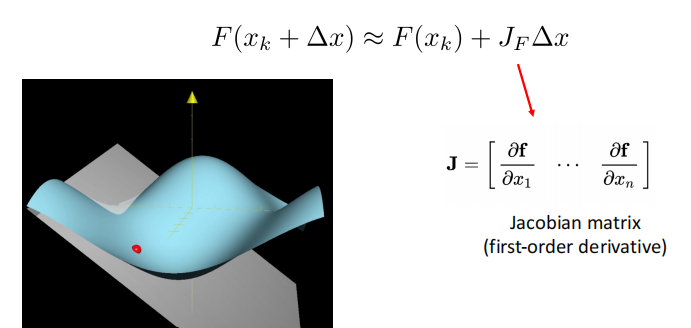 F(x_k + Δx) ≈ F(x_k) + J_F Δx
J = [ ∂f/∂x_1 ⋯ ∂f/∂x_n ]
Jacobian matrix
(first-order derivative)